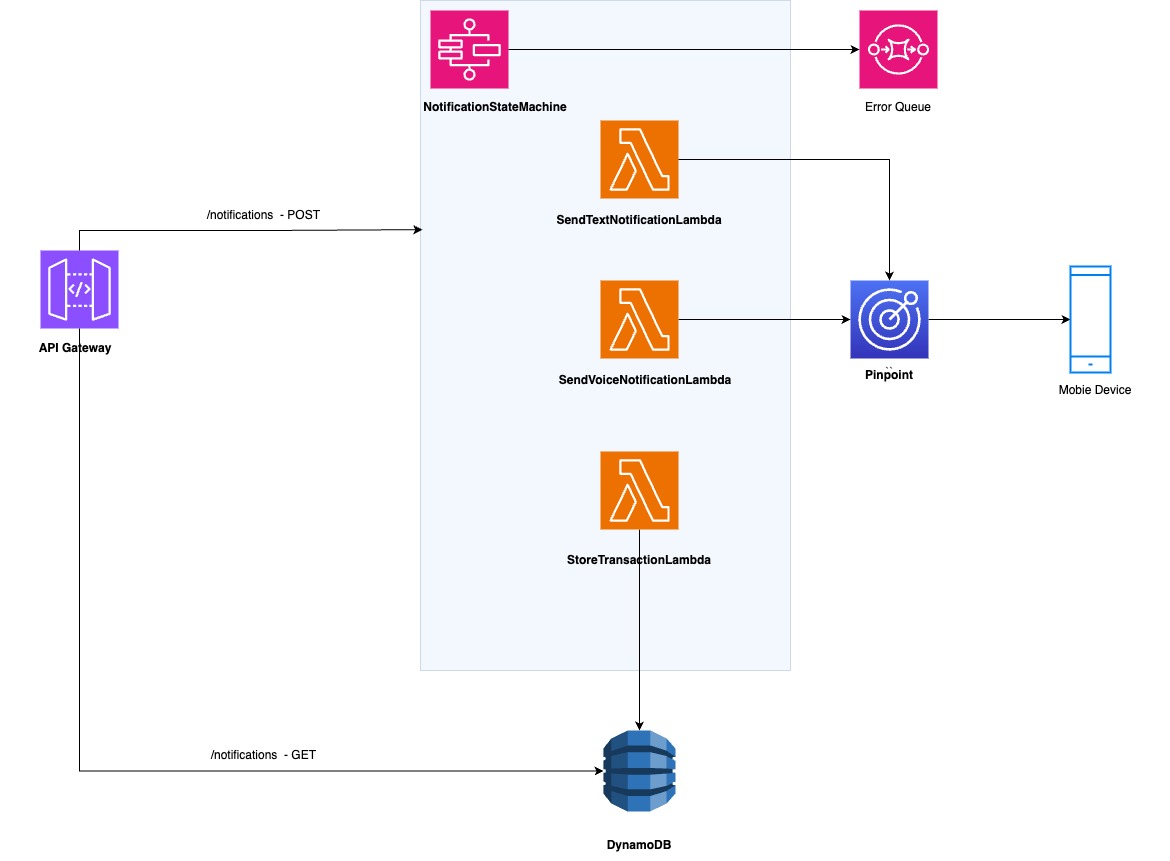 NotificationStateMachine
Error Queue
SendTextNotificationLambda
/notifications - POST
API Gateway
SendVoiceNotificationLambda
Pinpoint
Mobie Device
StoreTransactionLambda
/notifications - GET
DynamoDB